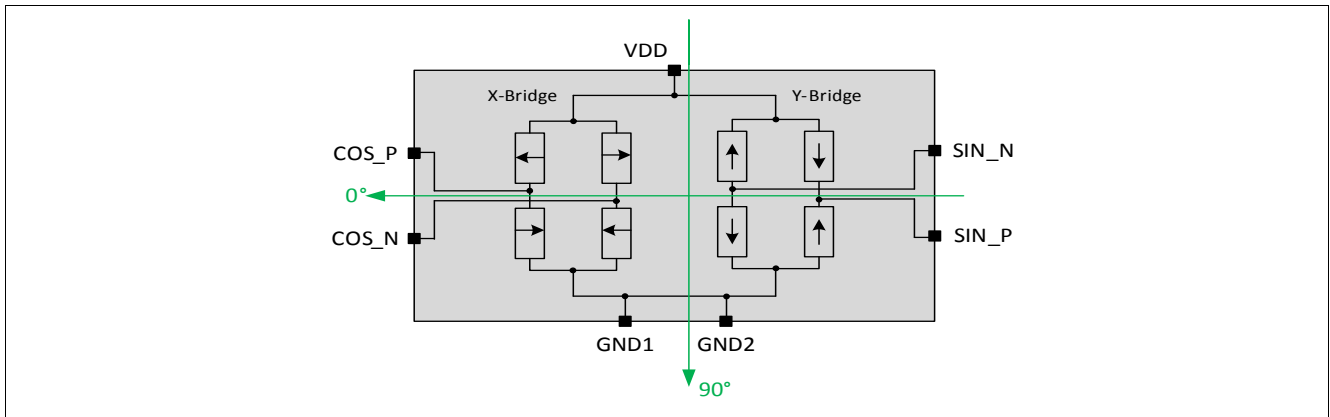 VDD
X-Bridge
Y-Bridge
COS_P
SIN_N
0°
COS_N
SIN_P
GND1
GND2
90°